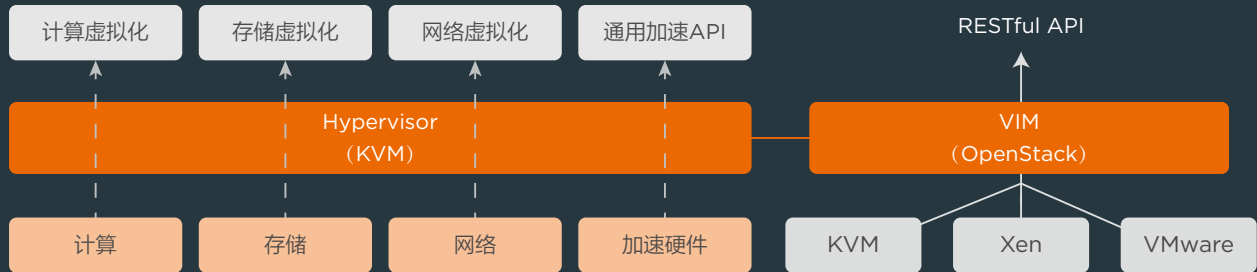 计算虚拟化
存储虚拟化
网络虚拟化
通用加速API
RESTful API
Hypervisor
（KVM）
VIM
（OpenStack）
计算
存储
网络
加速硬件
KVM
Xen
VMware